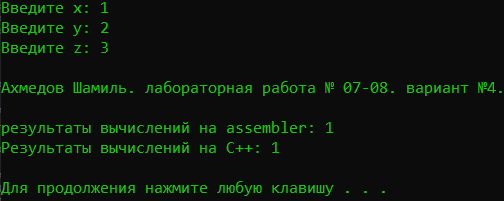 Введите x: 1
Введите y: 2
Введите z: 3
Ахмедов Шамиль. лабораторная работа № 07-08. вариант №4.
результаты вычислений на assembler: 1
Результаты вычислений на C++: 1
Для продолжения нажмите любую клавишу . . .